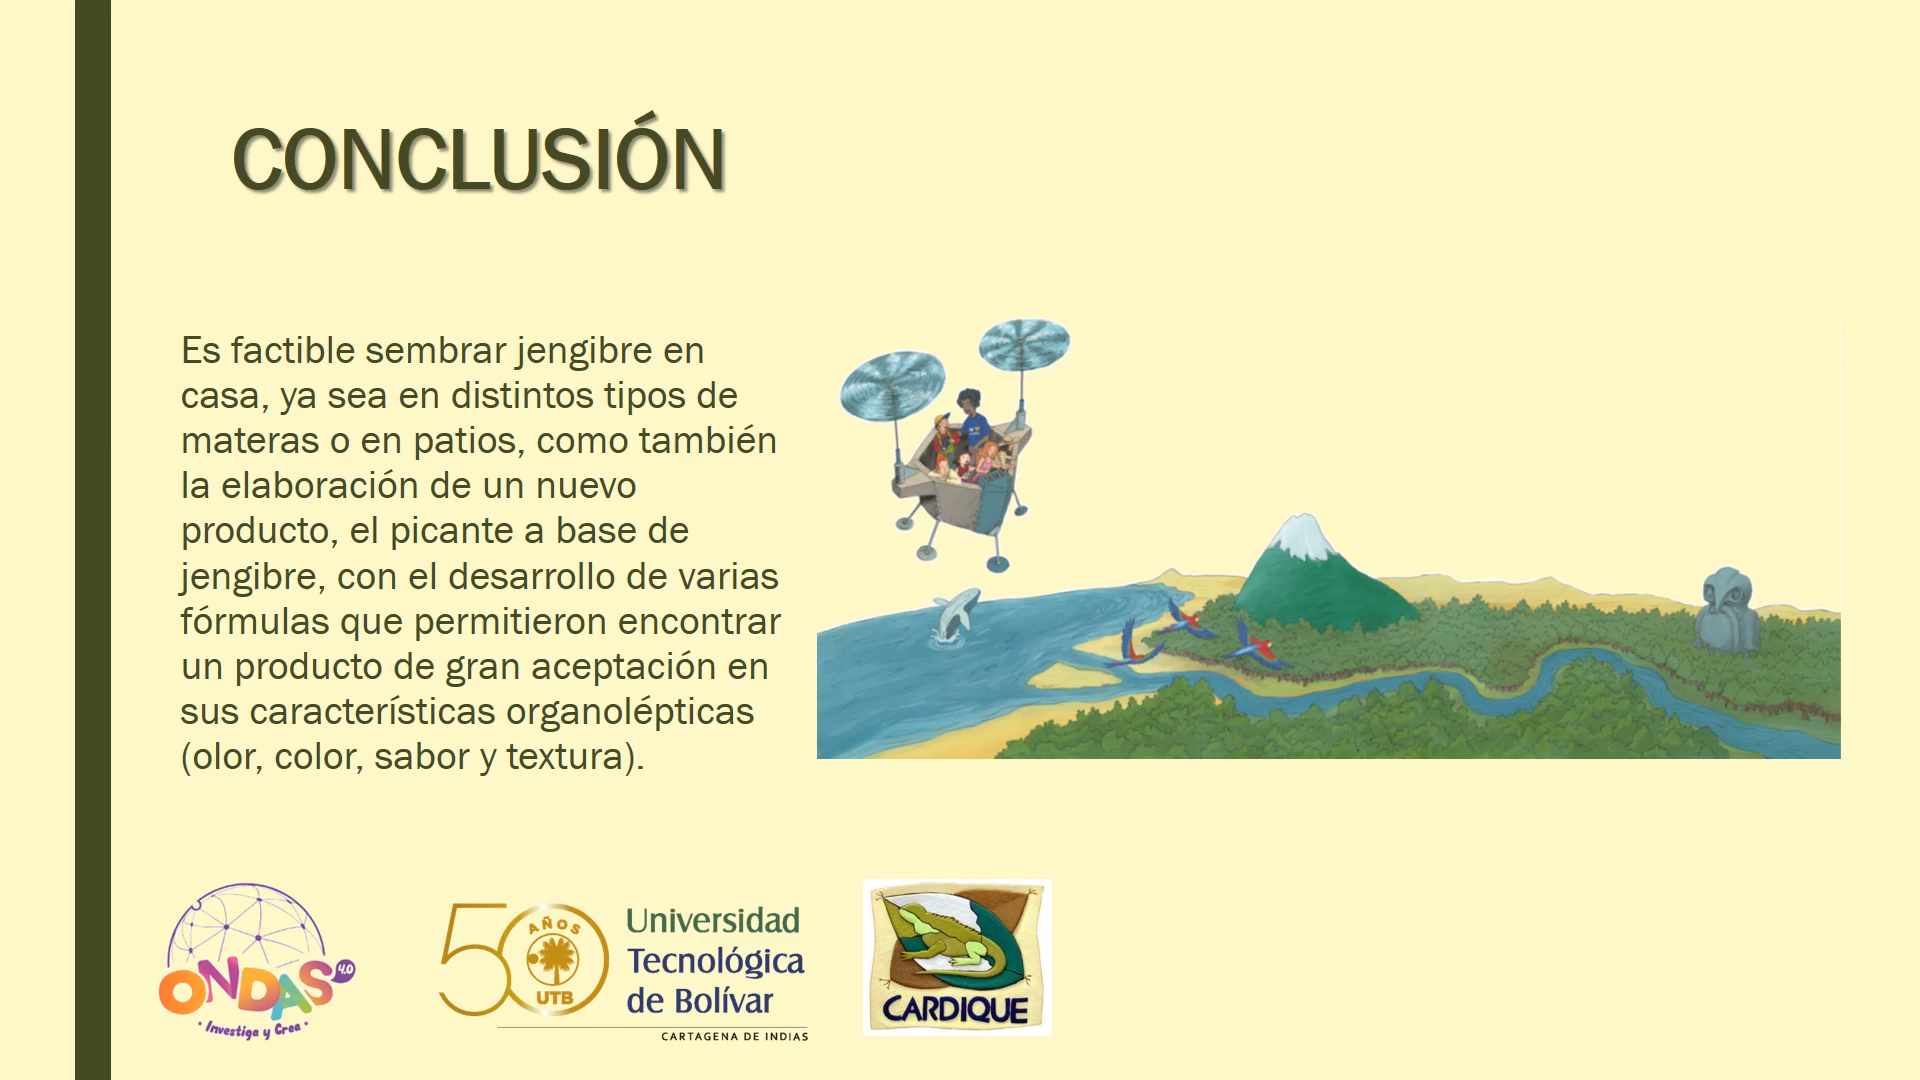 CONCLUSIÓN
Es factible sembrar jengibre en
casa, ya sea en distintos tipos de
materas o en patios, como también
la elaboración de un nuevo
producto, el picante a base de
jengibre, con el desarrollo de varias
fórmulas que permitieron encontrar
un producto de gran aceptación en
sus características organolépticas
(olor, color, sabor y textura).
ONDAS 4.0
· Investiga y Crea ·
50 AÑOS
UTB
Universidad
Tecnológica
de Bolívar
CARTAGENA DE INDIAS
CARDIQUE